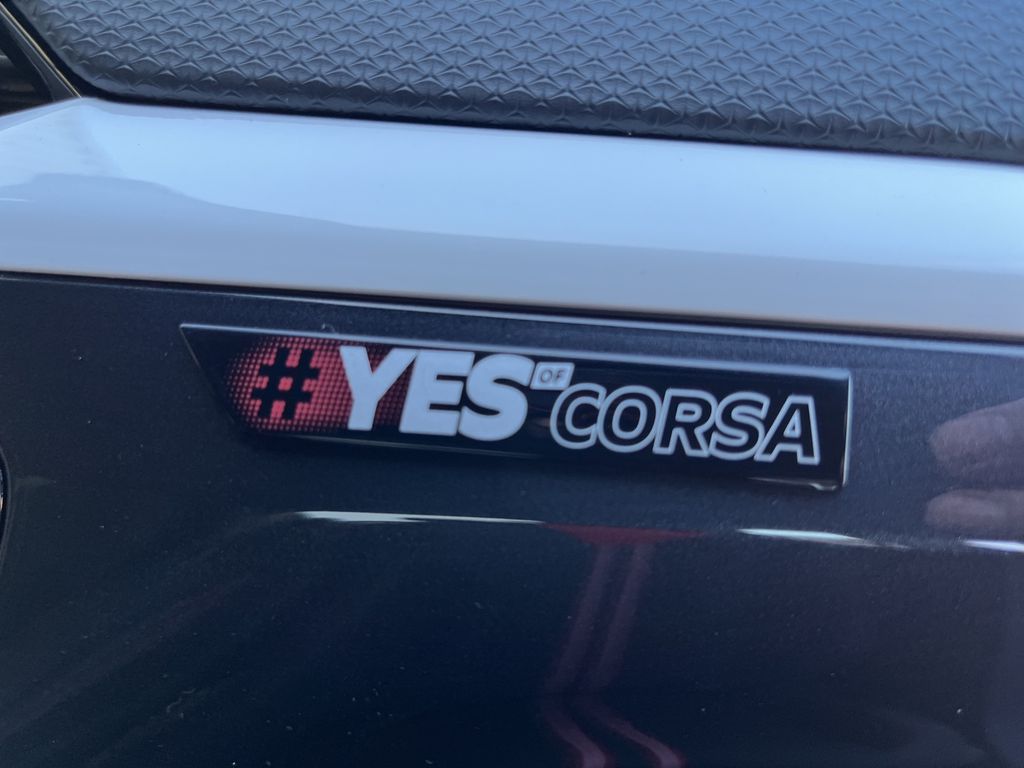 #YES OF CORSA